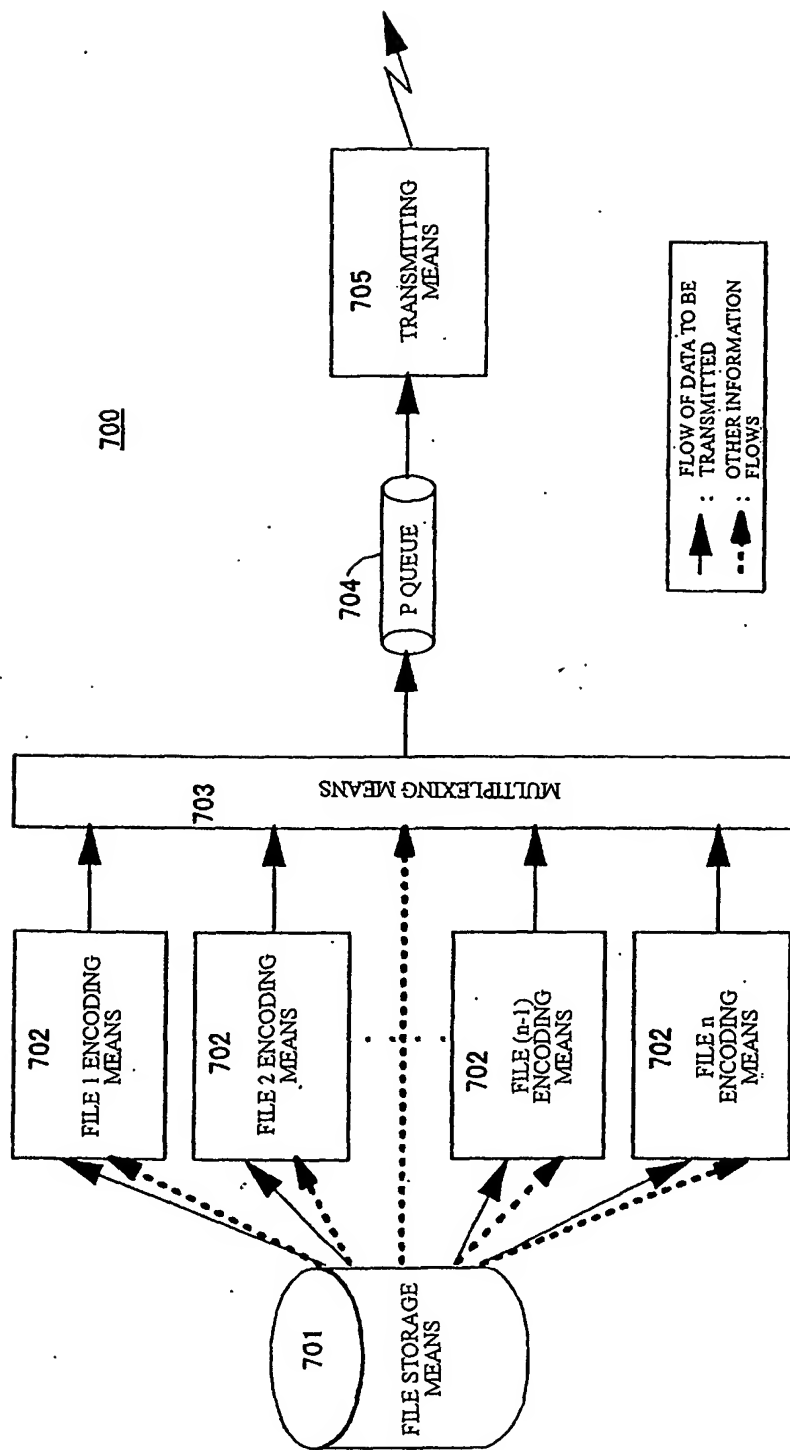 700
701
FILE STORAGE
MEANS
702
FILE 1 ENCODING
MEANS
702
FILE 2 ENCODING
MEANS
702
FILE (n-1)
ENCODING
MEANS
702
FILE n
ENCODING
MEANS
703
MULTIPLEXING MEANS
704
P QUEUE
705
TRANSMITTING
MEANS
: FLOW OF DATA TO BE
TRANSMITTED
: OTHER INFORMATION
FLOWS